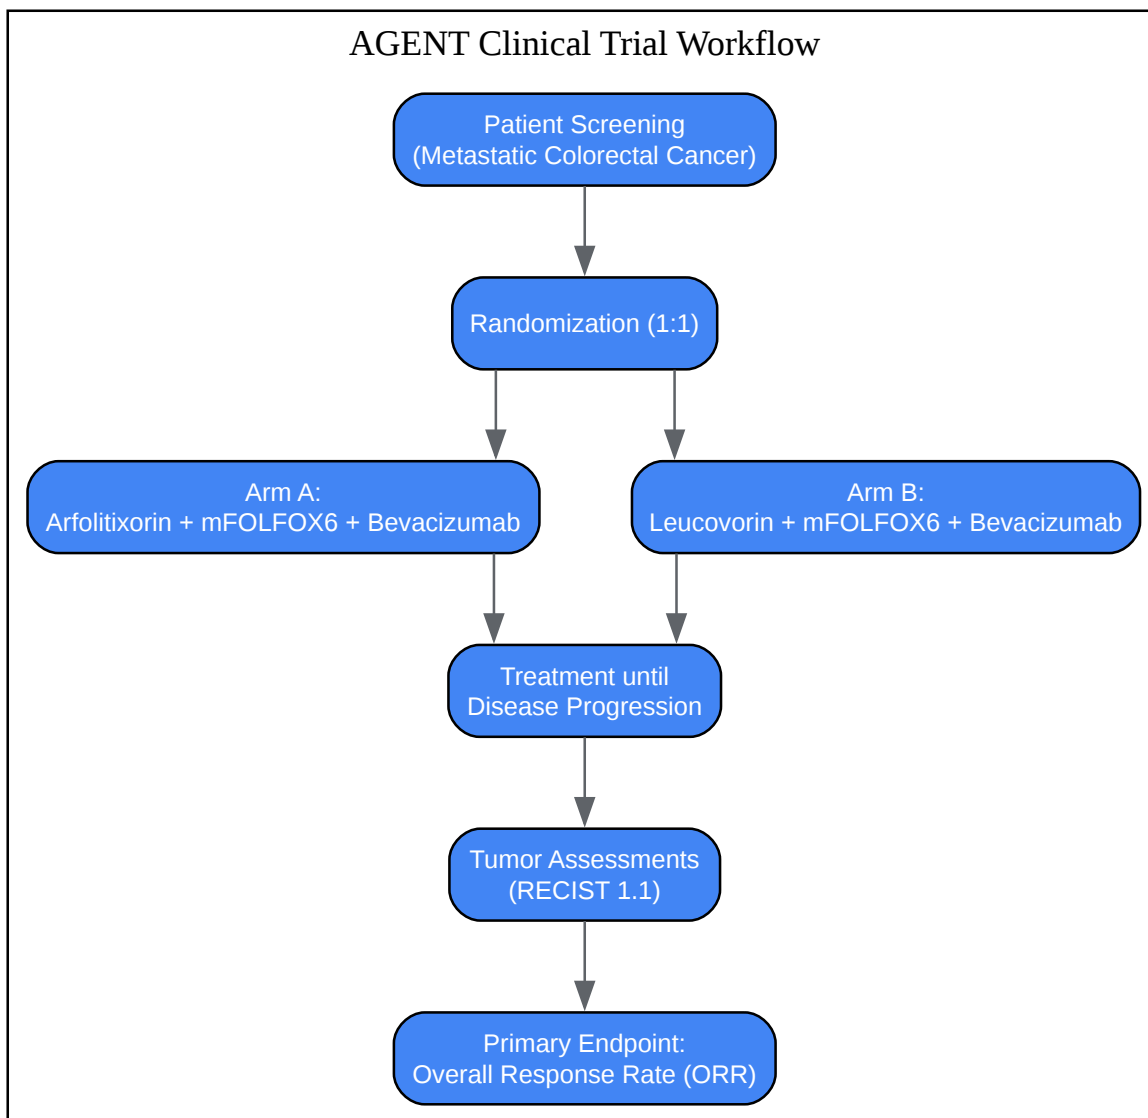 AGENT Clinical Trial Workflow
Patient Screening
(Metastatic Colorectal Cancer)
Randomization (1:1)
Arm A:
Arfolitixorin + mFOLFOX6 + Bevacizumab
Arm B:
Leucovorin + mFOLFOX6 + Bevacizumab
Treatment until
Disease Progression
Tumor Assessments
(RECIST 1.1)
Primary Endpoint:
Overall Response Rate (ORR)